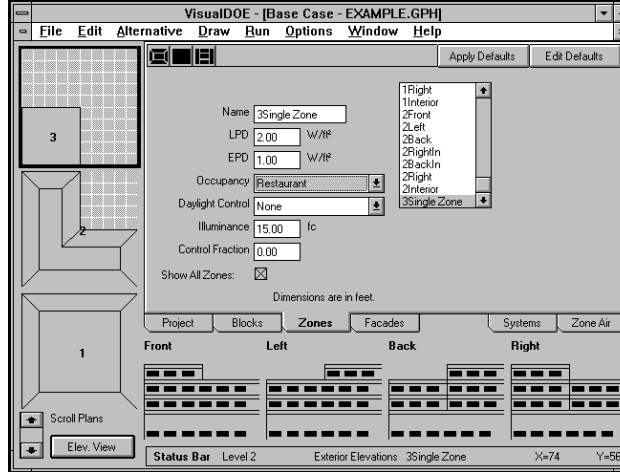 VisualDOE - [Base Case - EXAMPLE.GPH]
File Edit Alternative Draw Run Options Window Help
Apply Defaults Edit Defaults
Name 3Single Zone
LPD 2.00 W/ft²
EPD 1.00 W/ft²
Occupancy Restaurant
Daylight Control None
Illuminance 15.00 fc
Control Fraction 0.00
Show All Zones:
Dimensions are in feet.
1Right
1Interior
2Front
2Left
2Back
2RightIn
2BackIn
2Right
2Interior
3Single Zone
3
2
1
Scroll Plans
Elev. View
Project Blocks Zones Facades Systems Zone Air
Front Left Back Right
Status Bar Level 2 Exterior Elevations 3Single Zone X=74 Y=56